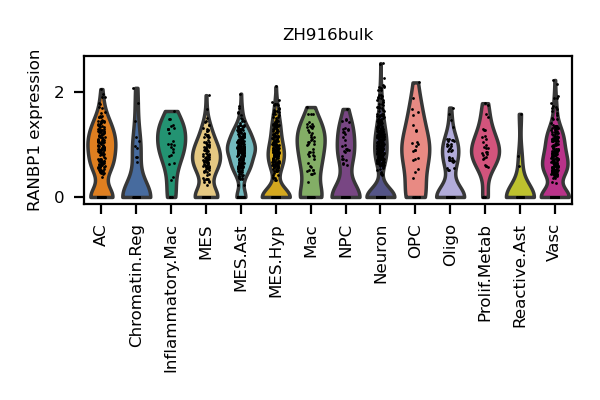 ZH916bulk
RANBP1 expression
2
0
AC
Chromatin.Reg
Inflammatory.Mac
MES
MES.Ast
MES.Hyp
Mac
NPC
Neuron
OPC
Oligo
Prolif.Metab
Reactive.Ast
Vasc